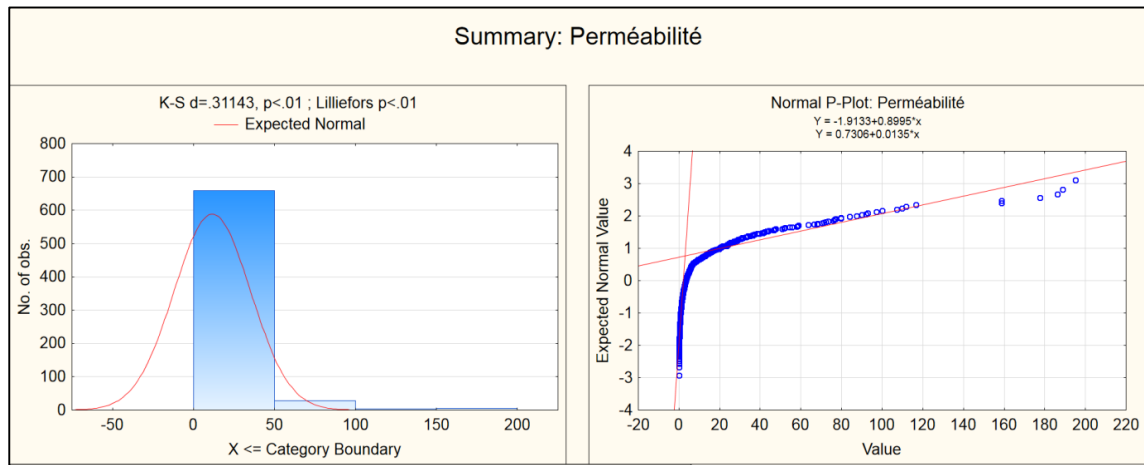 Summary: Perméabilité
K-S d=.31143, p<.01 ; Lilliefors p<.01
Expected Normal
800
700
600
500
400
300
200
100
0
No. of obs.
-50 0 50 100 150 200
X <= Category Boundary
Normal P-Plot: Perméabilité
Y = -1.9133+0.8995*x
Y = 0.7306+0.0135*x
4
3
2
1
0
-1
-2
-3
-4
Expected Normal Value
-20 0 20 40 60 80 100 120 140 160 180 200 220
Value